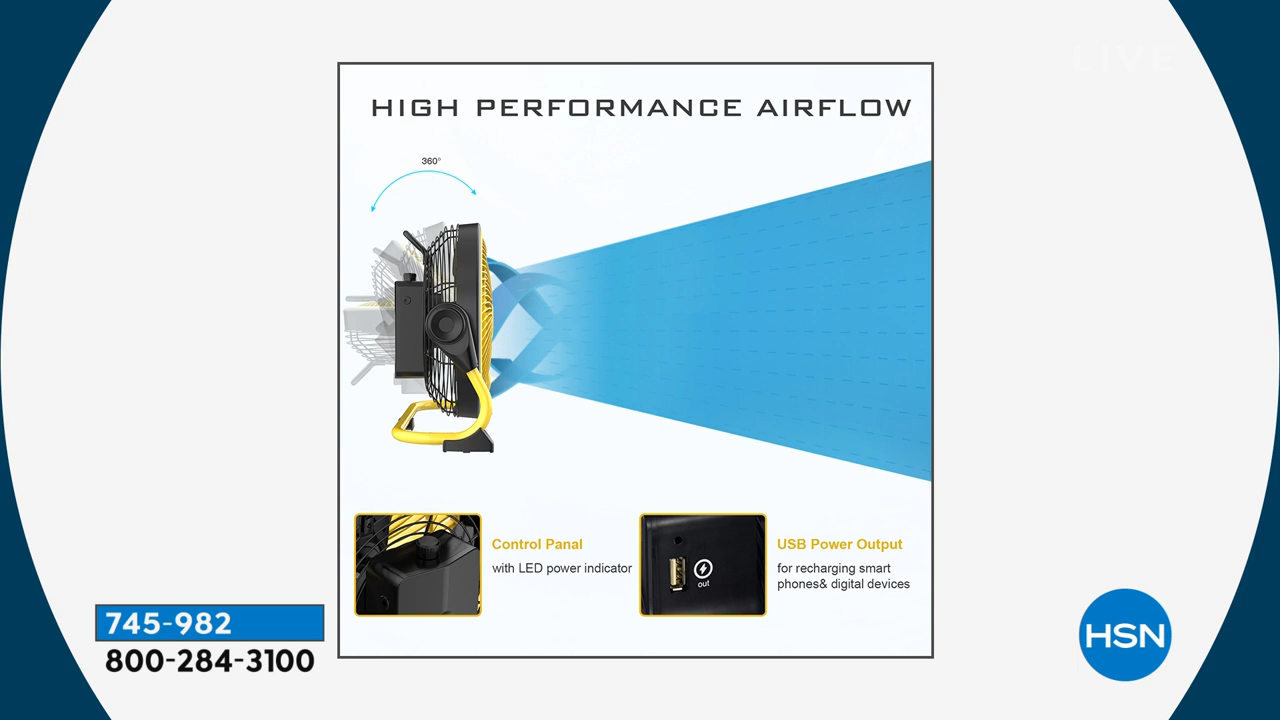 LIVE
HIGH PERFORMANCE AIRFLOW
360°
Control Panal
with LED power indicator
USB Power Output
for recharging smart
phones& digital devices
out
745-982
800-284-3100
HSN